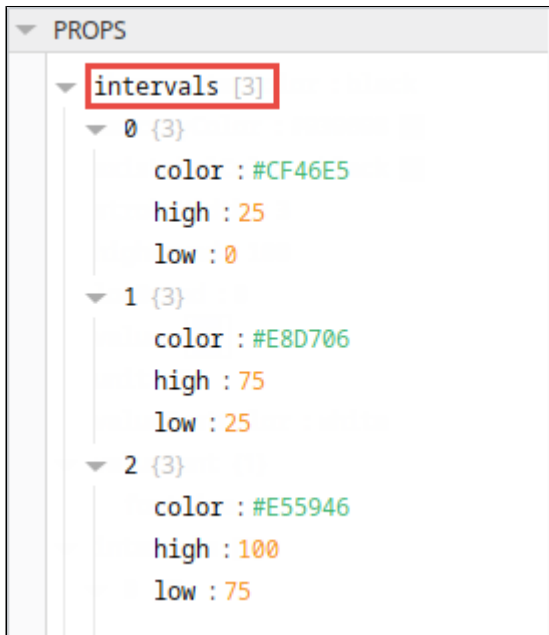 PROPS
intervals [3]
0 {3}
color : #CF46E5
high : 25
low : 0
1 {3}
color : #E8D706
high : 75
low : 25
2 {3}
color : #E55946
high : 100
low : 75